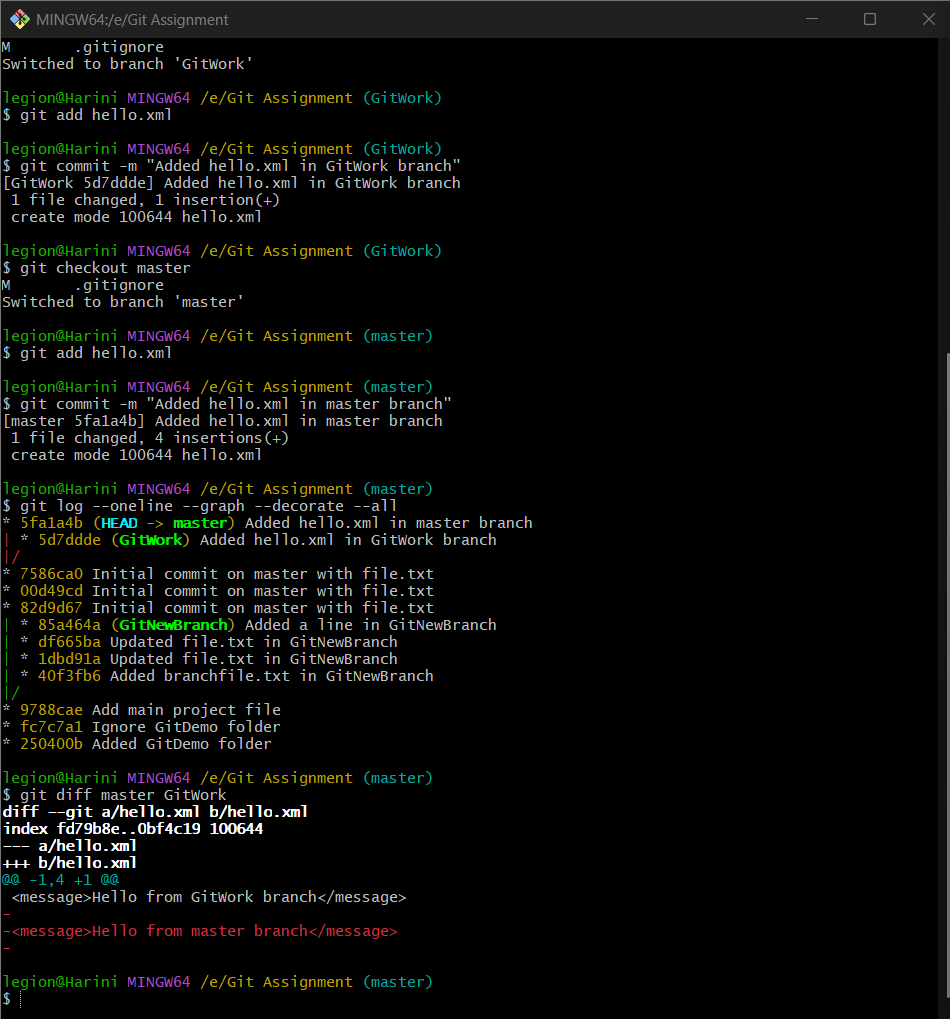 MINGW64:/e/Git Assignment
M       .gitignore
Switched to branch 'GitWork'

legion@Harini MINGW64 /e/Git Assignment (GitWork)
$ git add hello.xml

legion@Harini MINGW64 /e/Git Assignment (GitWork)
$ git commit -m "Added hello.xml in GitWork branch"
[GitWork 5d7ddde] Added hello.xml in GitWork branch
 1 file changed, 1 insertion(+)
 create mode 100644 hello.xml

legion@Harini MINGW64 /e/Git Assignment (GitWork)
$ git checkout master
M       .gitignore
Switched to branch 'master'

legion@Harini MINGW64 /e/Git Assignment (master)
$ git add hello.xml

legion@Harini MINGW64 /e/Git Assignment (master)
$ git commit -m "Added hello.xml in master branch"
[master 5fa1a4b] Added hello.xml in master branch
 1 file changed, 4 insertions(+)
 create mode 100644 hello.xml

legion@Harini MINGW64 /e/Git Assignment (master)
$ git log --oneline --graph --decorate --all
* 5fa1a4b (HEAD -> master) Added hello.xml in master branch
| * 5d7ddde (GitWork) Added hello.xml in GitWork branch
|/
* 7586ca0 Initial commit on master with file.txt
* 00d49cd Initial commit on master with file.txt
* 82d9d67 Initial commit on master with file.txt
| * 85a464a (GitNewBranch) Added a line in GitNewBranch
| * df665ba Updated file.txt in GitNewBranch
| * 1dbd91a Updated file.txt in GitNewBranch
| * 40f3fb6 Added branchfile.txt in GitNewBranch
|/
* 9788cae Add main project file
* fc7c7a1 Ignore GitDemo folder
* 250400b Added GitDemo folder

legion@Harini MINGW64 /e/Git Assignment (master)
$ git diff master GitWork
diff --git a/hello.xml b/hello.xml
index fd79b8e..0bf4c19 100644
--- a/hello.xml
+++ b/hello.xml
@@ -1,4 +1 @@
 <message>Hello from GitWork branch</message>
-
-<message>Hello from master branch</message>
-

legion@Harini MINGW64 /e/Git Assignment (master)
$